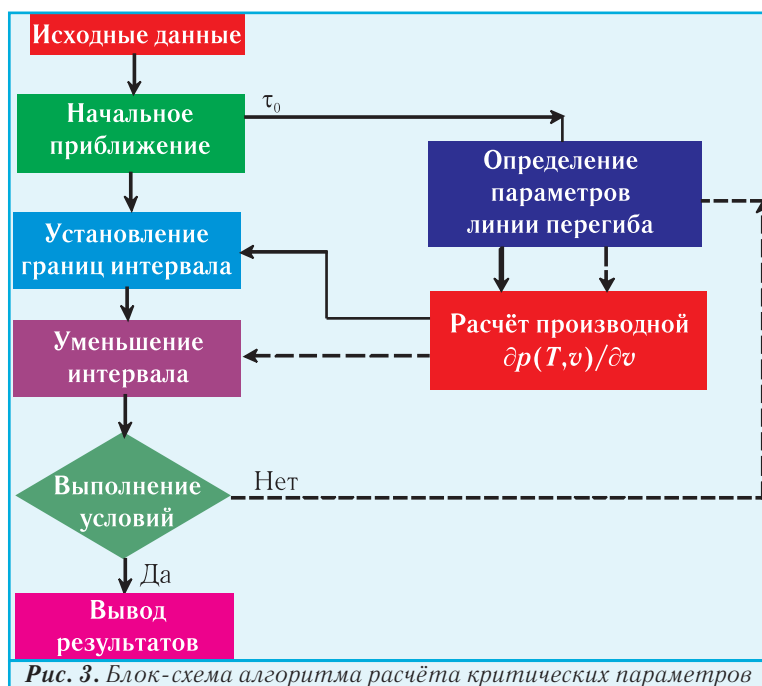 Исходные данные
Начальное
приближение
τ₀
Определение
параметров
линии перегиба
Установление
границ интервала
Расчёт производной
∂p(T,v)/∂v
Уменьшение
интервала
Выполнение
условий
Нет
Да
Вывод
результатов
Рис. 3. Блок-схема алгоритма расчёта критических параметров